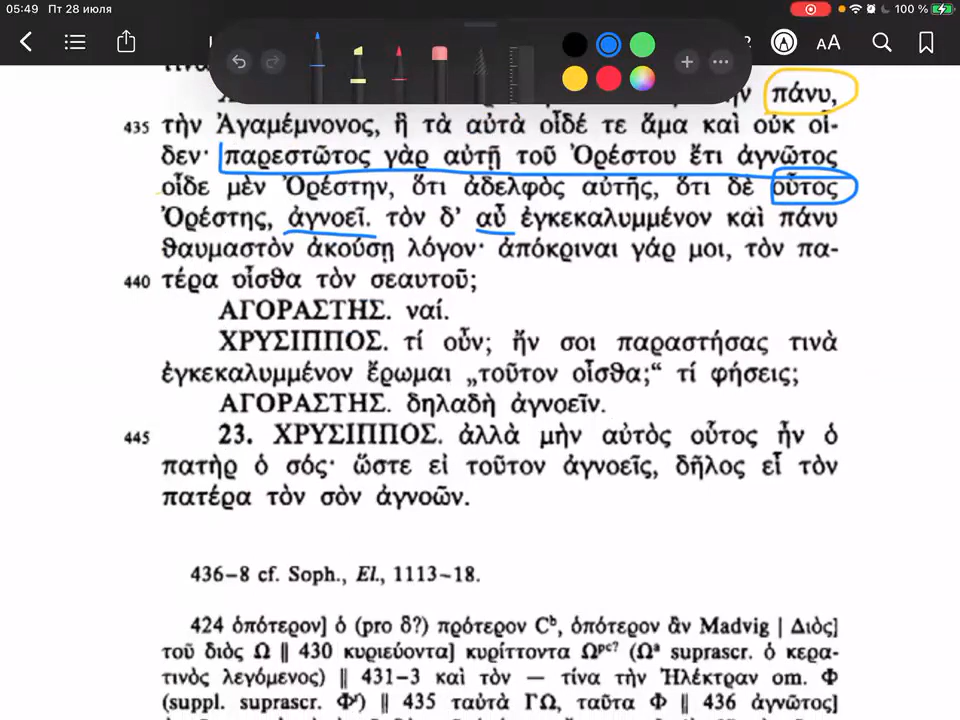 05:49 Пт 28 июля
100 %
AA
πάνυ,
435 τὴν Ἀγαμέμνονος, ἣ τὰ αὐτὰ οἶδέ τε ἅμα καὶ οὐκ οἶ-
δεν· παρεστῶτος γὰρ αὐτῇ τοῦ Ὀρέστου ἔτι ἀγνῶτος
οἶδε μὲν Ὀρέστην, ὅτι ἀδελφὸς αὐτῆς, ὅτι δὲ οὗτος
Ὀρέστης, ἀγνοεῖ. τὸν δ’ αὖ ἐγκεκαλυμμένον καὶ πάνυ
θαυμαστὸν ἀκούσῃ λόγον· ἀπόκριναι γάρ μοι, τὸν πα-
440 τέρα οἶσθα τὸν σεαυτοῦ;
ΑΓΟΡΑΣΤΗΣ. ναί.
ΧΡΥΣΙΠΠΟΣ. τί οὖν; ἤν σοι παραστήσας τινὰ
ἐγκεκαλυμμένον ἔρωμαι „τοῦτον οἶσθα;“ τί φήσεις;
ΑΓΟΡΑΣΤΗΣ. δηλαδὴ ἀγνοεῖν.
445 23. ΧΡΥΣΙΠΠΟΣ. ἀλλὰ μὴν αὐτὸς οὗτος ἦν ὁ
πατὴρ ὁ σός· ὥστε εἰ τοῦτον ἀγνοεῖς, δῆλος εἶ τὸν
πατέρα τὸν σὸν ἀγνοῶν.
436-8 cf. Soph., El., 1113-18.
424 ὁπότερον] ὁ (pro δ?) πρότερον Cᵇ, ὁπότερον ἂν Madvig | Διὸς]
τοῦ διὸς Ω ‖ 430 κυριεύοντα] κυρίττοντα Ωᵖᶜ? (Ωᵃ suprascr. ὁ κερα-
τινὸς λεγόμενος) ‖ 431-3 καὶ τὸν — τίνα τὴν Ἠλέκτραν om. Φ
(suppl. suprascr. Φʳ) ‖ 435 ταὐτά ΓΩ, ταῦτα Φ ‖ 436 ἀγνῶτος]